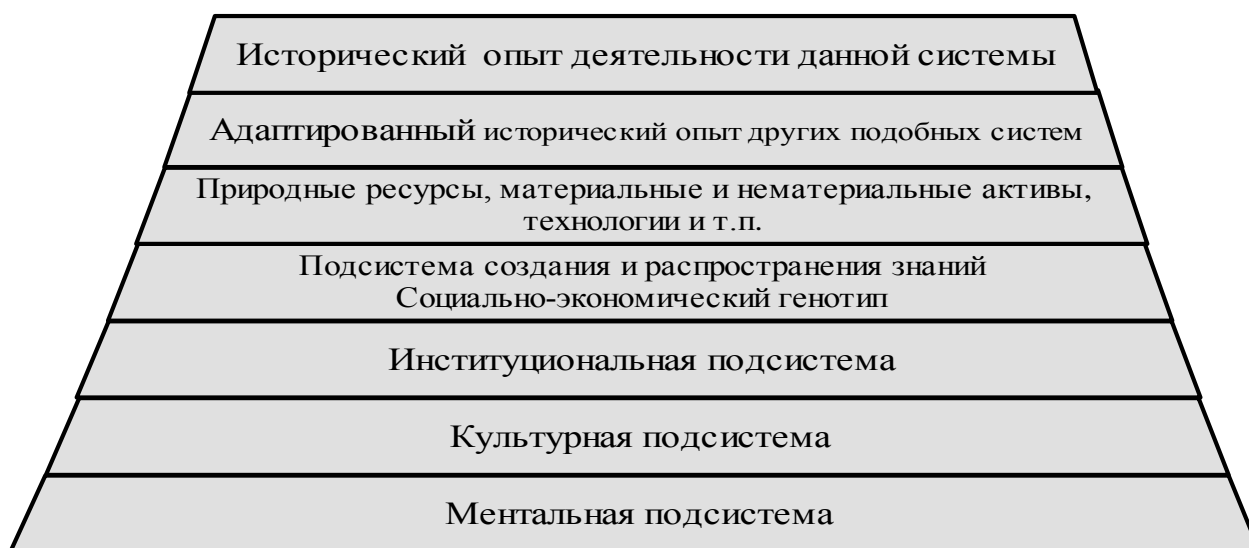 Исторический опыт деятельности данной системы
Адаптированный исторический опыт других подобных систем
Природные ресурсы, материальные и нематериальные активы,
технологии и т.п.
Подсистема создания и распространения знаний
Социально-экономический генотип
Институциональная подсистема
Культурная подсистема
Ментальная подсистема